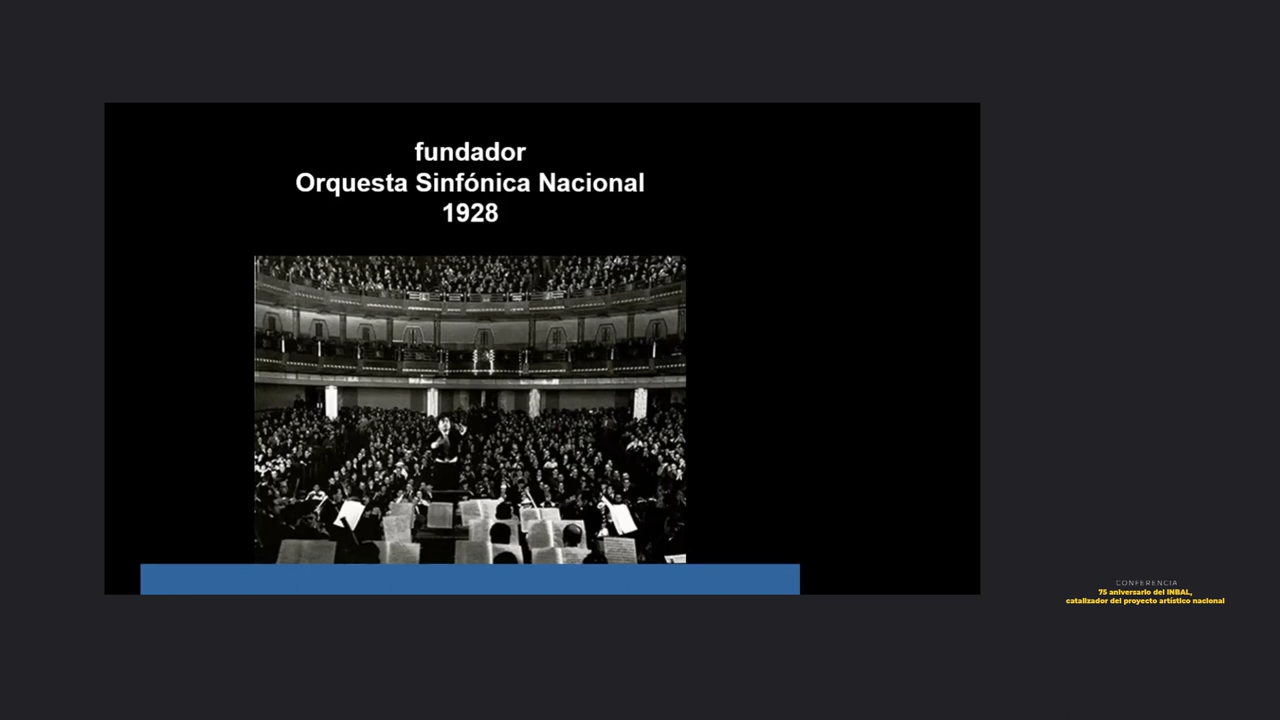 fundador
Orquesta Sinfónica Nacional
1928
CONFERENCIA
75 aniversario del INBAL,
catalizador del proyecto artístico nacional